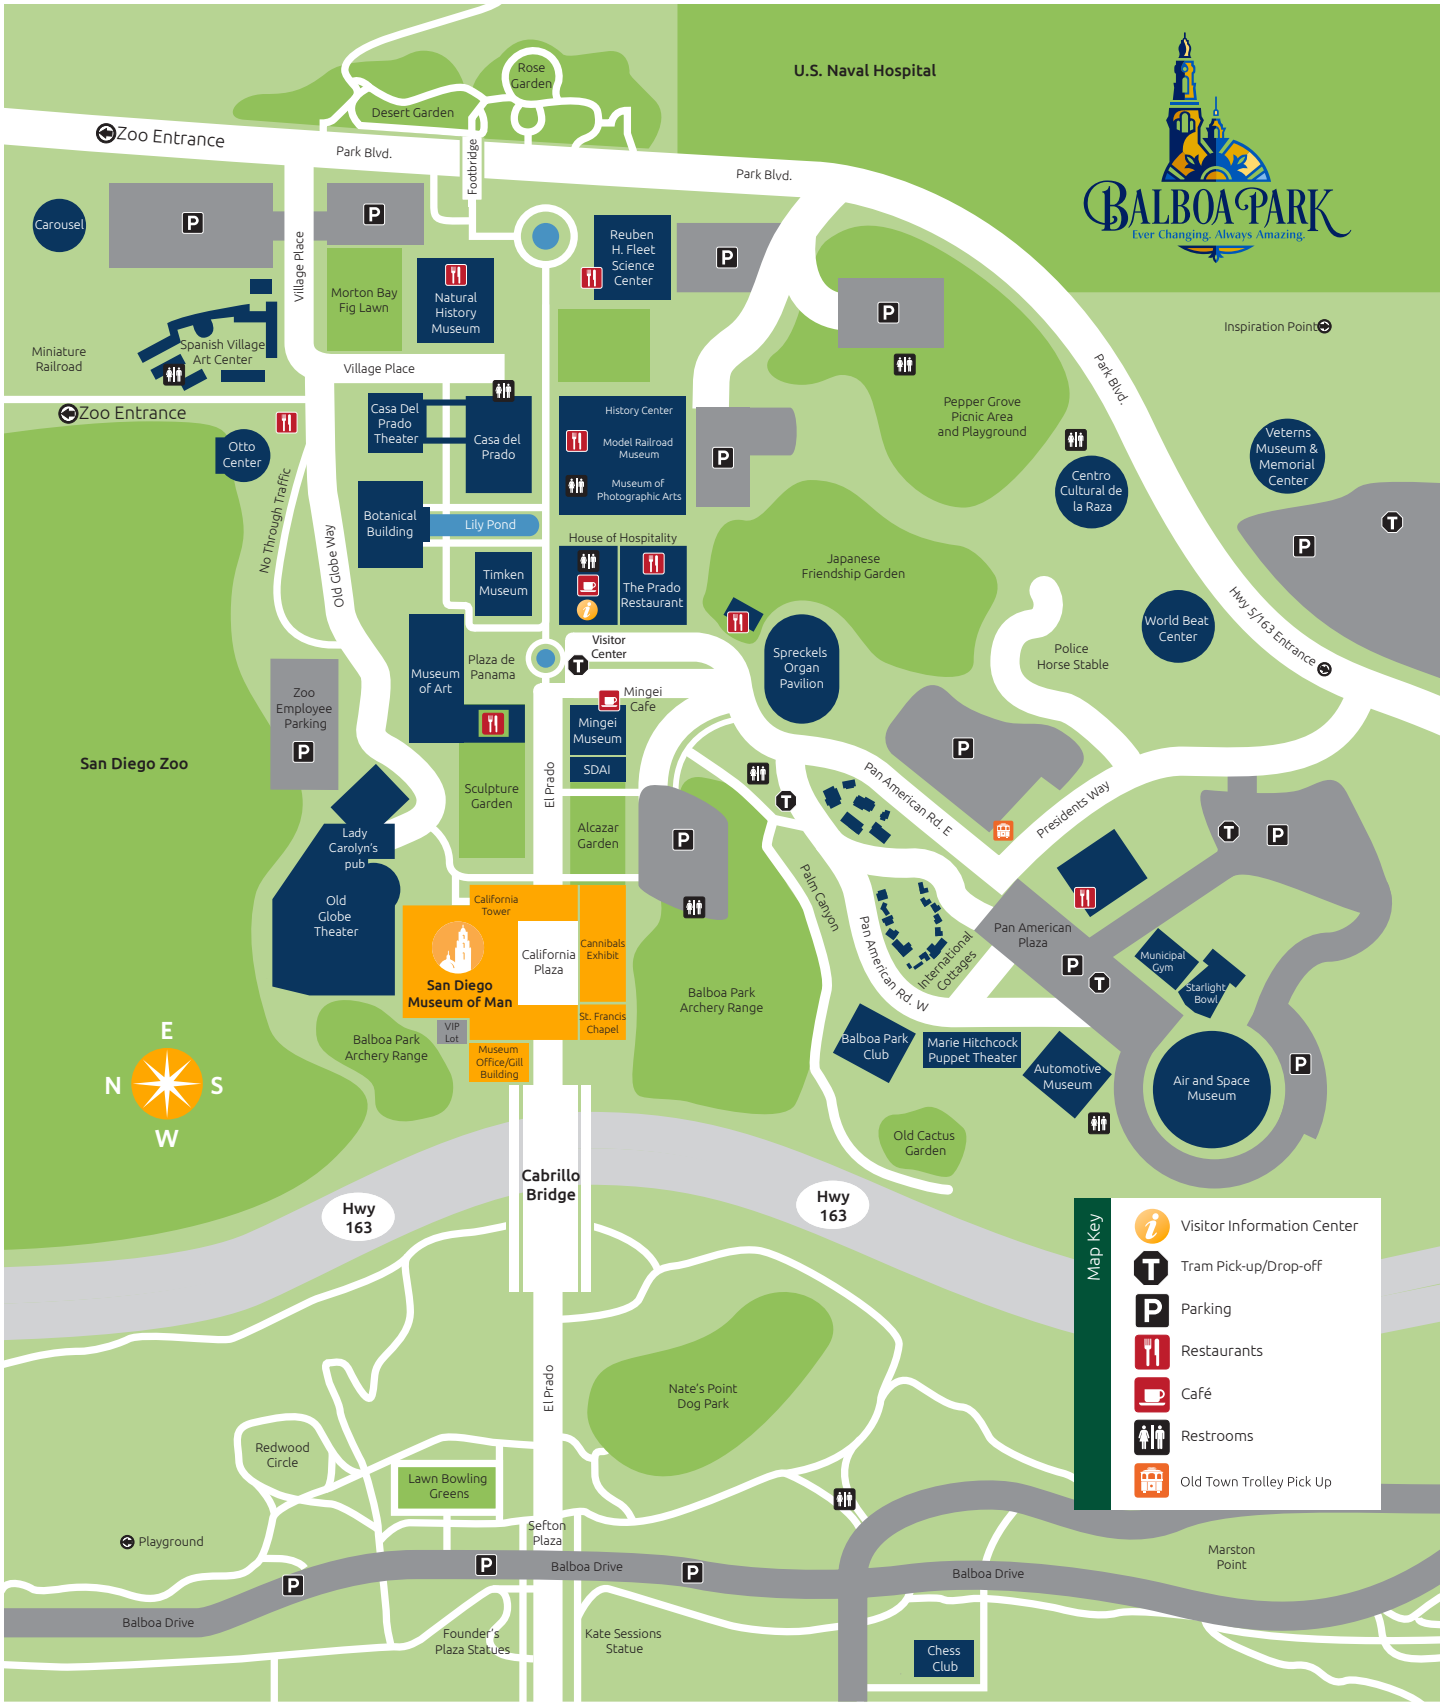 U.S. Naval Hospital
BALBOA PARK
Ever Changing. Always Amazing.
Rose
Garden
Desert Garden
Zoo Entrance
Park Blvd.
Footbridge
Park Blvd.
P
P
Carousel
Village Place
Reuben
H. Fleet
Science
Center
P
Morton Bay
Fig Lawn
Natural
History
Museum
P
Inspiration Point
Miniature
Railroad
Spanish Village
Art Center
Village Place
Park Blvd.
Zoo Entrance
Casa Del
Prado
Theater
Casa del
Prado
History Center
Model Railroad
Museum
Museum of
Photographic Arts
P
Pepper Grove
Picnic Area
and Playground
Otto
Center
Veterns
Museum &
Memorial
Center
Centro
Cultural de
la Raza
No Through Traffic
Old Globe Way
Botanical
Building
Lily Pond
House of Hospitality
T
P
Timken
Museum
i
The Prado
Restaurant
Japanese
Friendship Garden
Hwy 5/163 Entrance
World Beat
Center
Visitor
Center
T
Plaza de
Panama
Museum
of Art
Spreckels
Organ
Pavilion
Police
Horse Stable
Zoo
Employee
Parking
P
Mingei
Cafe
Mingei
Museum
SDAI
San Diego Zoo
Sculpture
Garden
El Prado
Alcazar
Garden
P
T
P
Pan American Rd. E
Presidents Way
T
P
Lady
Carolyn's
pub
Old
Globe
Theater
Palm Canyon
Pan American Rd. W
International
Cottages
Pan American
Plaza
P
T
Municipal
Gym
Starlight
Bowl
California
Tower
California
Plaza
Cannibals
Exhibit
San Diego
Museum of Man
St. Francis
Chapel
VIP
Lot
Museum
Office/Gill
Building
Balboa Park
Archery Range
Balboa Park
Archery Range
Balboa Park
Club
Marie Hitchcock
Puppet Theater
Automotive
Museum
Air and Space
Museum
P
E
N
S
W
Old Cactus
Garden
Cabrillo
Bridge
Hwy
163
Hwy
163
Map Key
i
Visitor Information Center
T
Tram Pick-up/Drop-off
P
Parking
Restaurants
Café
Restrooms
Old Town Trolley Pick Up
El Prado
Nate's Point
Dog Park
Redwood
Circle
Lawn Bowling
Greens
Sefton
Plaza
Playground
P
P
Balboa Drive
P
Balboa Drive
Marston
Point
Balboa Drive
Founder's
Plaza Statues
Kate Sessions
Statue
Chess
Club